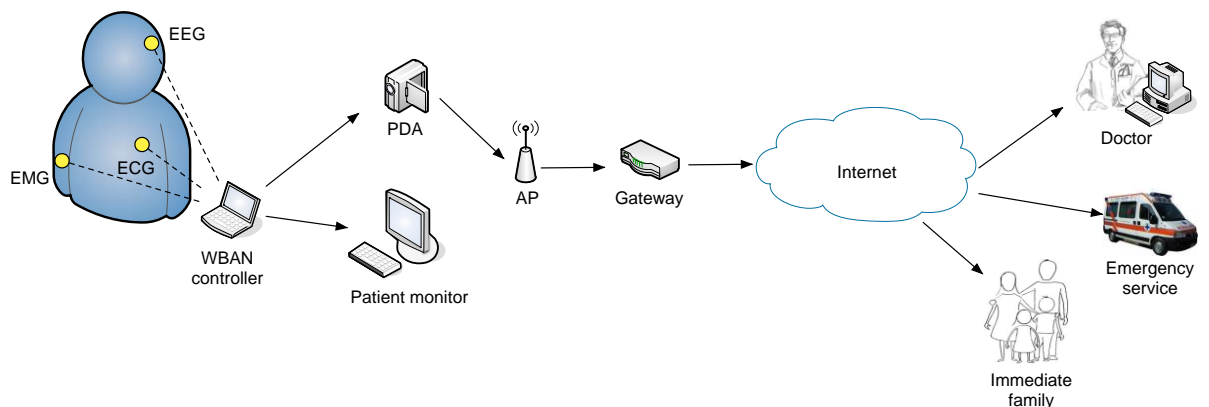 EEG
ECG
EMG
WBAN
controller
PDA
Patient monitor
AP
Gateway
Internet
Doctor
Emergency
service
Immediate
family